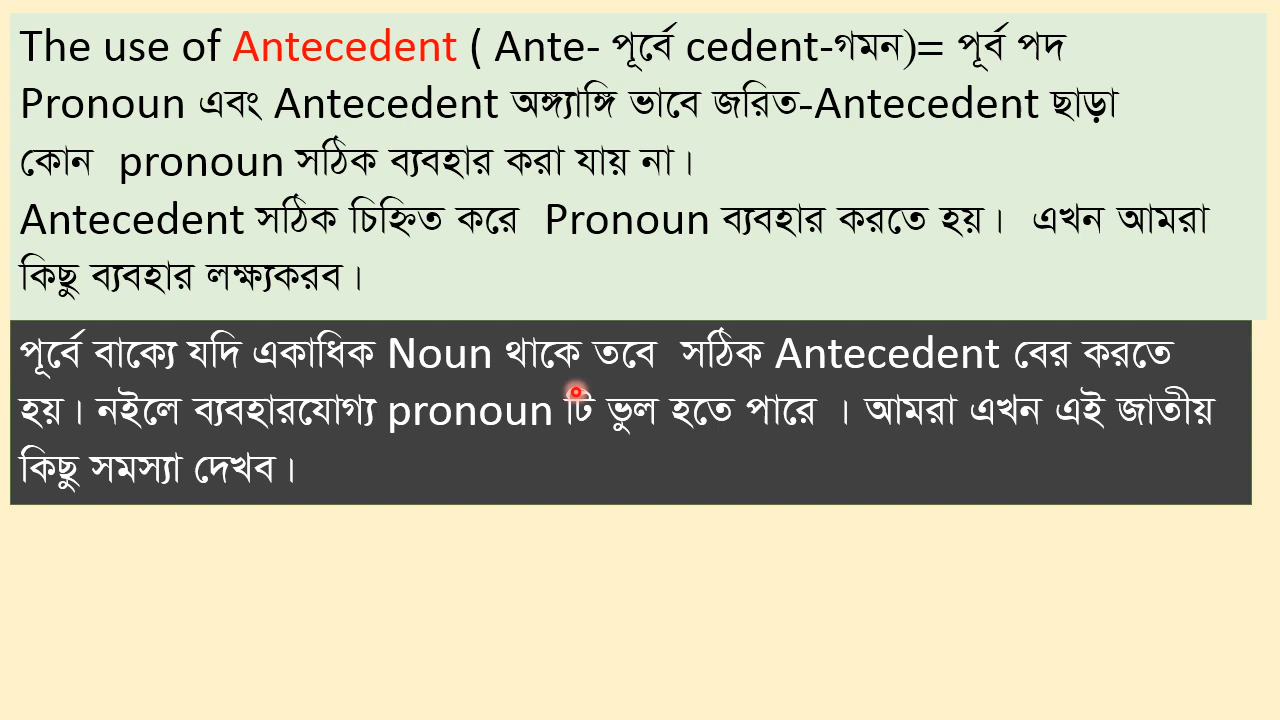 The use of Antecedent ( Ante- পূর্বে cedent-গমন)= পূর্ব পদ
Pronoun এবং Antecedent অঙ্গ্যাঙ্গি ভাবে জরিত-Antecedent ছাড়া
কোন pronoun সঠিক ব্যবহার করা যায় না।
Antecedent সঠিক চিহ্নিত করে Pronoun ব্যবহার করতে হয়। এখন আমরা
কিছু ব্যবহার লক্ষ্যকরব।
পূর্বে বাক্যে যদি একাধিক Noun থাকে তবে সঠিক Antecedent বের করতে
হয়। নইলে ব্যবহারযোগ্য pronoun টি ভুল হতে পারে । আমরা এখন এই জাতীয়
কিছু সমস্যা দেখব।